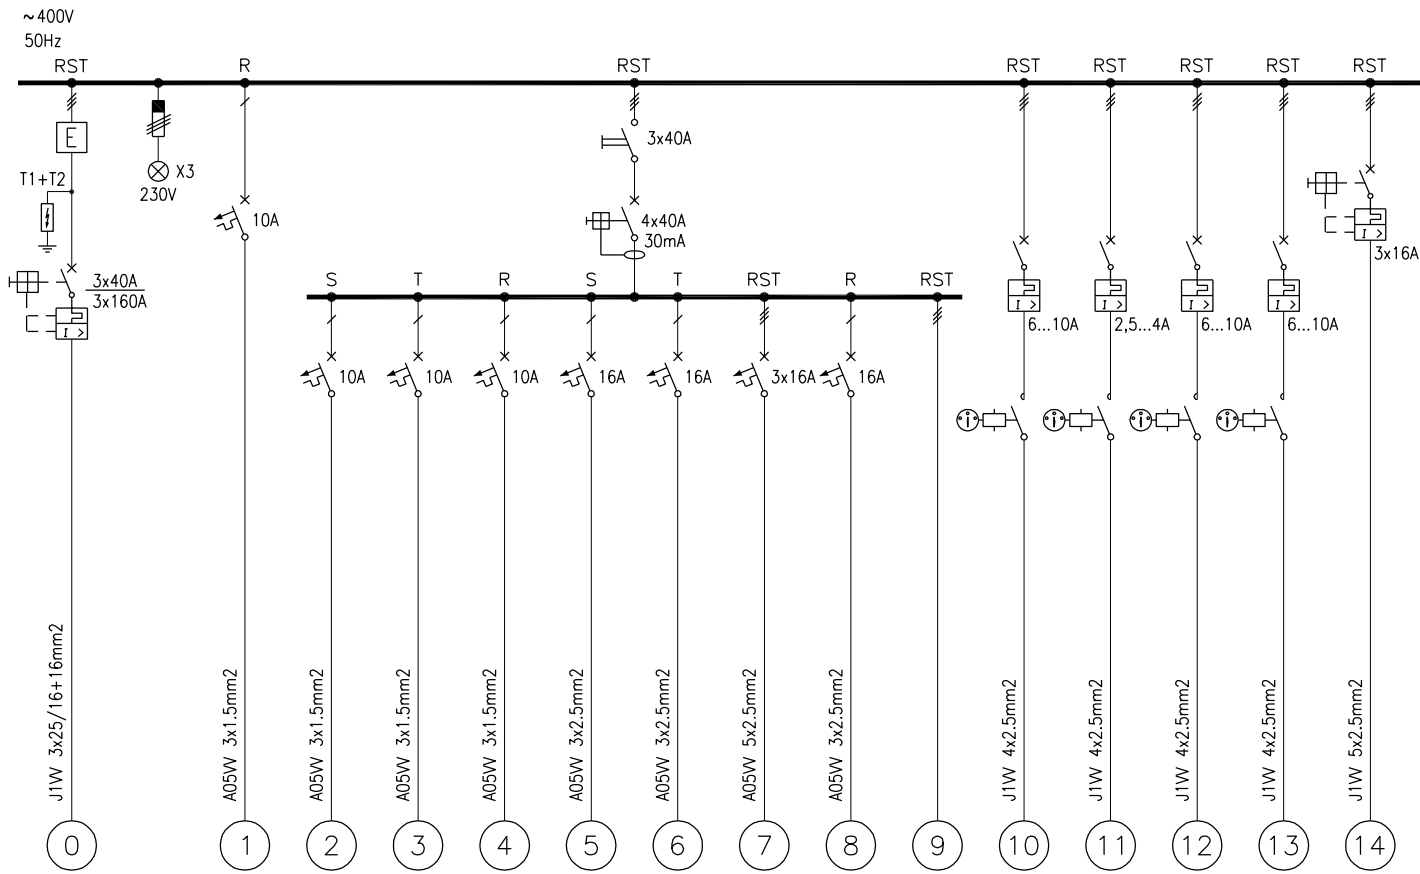 ~400V
50Hz
RST
R
RST
RST
RST
RST
RST
RST
E
3x40A
T1+T2
X3
230V
10A
4x40A
30mA
3x16A
3x40A
3x160A
I >
I >
I >
I >
I >
I >
S
T
R
S
T
RST
R
RST
6...10A
2,5...4A
6...10A
6...10A
10A
10A
10A
16A
16A
3x16A
16A
i
i
i
i
J1W 3x25/16+16mm2
A05W 3x1.5mm2
A05W 3x1.5mm2
A05W 3x1.5mm2
A05W 3x1.5mm2
A05W 3x2.5mm2
A05W 3x2.5mm2
A05W 5x2.5mm2
A05W 3x2.5mm2
J1W 4x2.5mm2
J1W 4x2.5mm2
J1W 4x2.5mm2
J1W 4x2.5mm2
J1W 5x2.5mm2
0
1
2
3
4
5
6
7
8
9
10
11
12
13
14